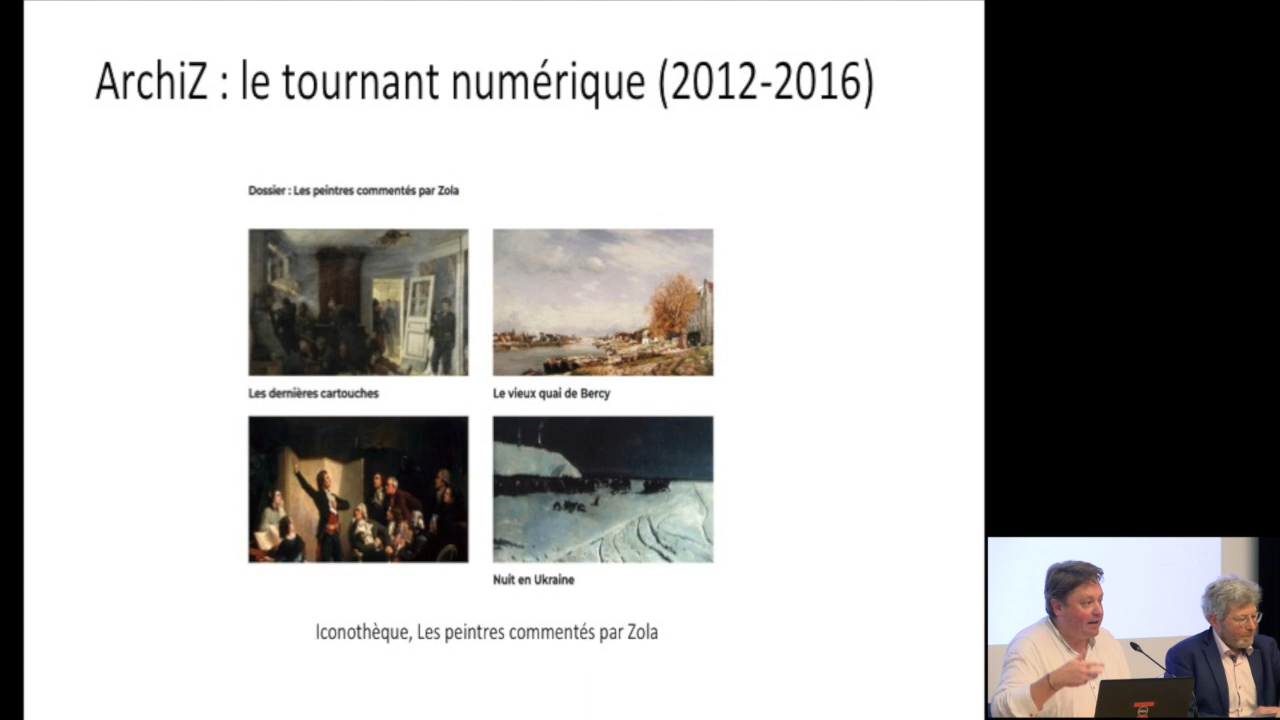 ArchiZ : le tournant numérique (2012-2016)
Dossier : Les peintres commentés par Zola
Les dernières cartouches
Le vieux quai de Bercy
Nuit en Ukraine
Iconothèque, Les peintres commentés par Zola